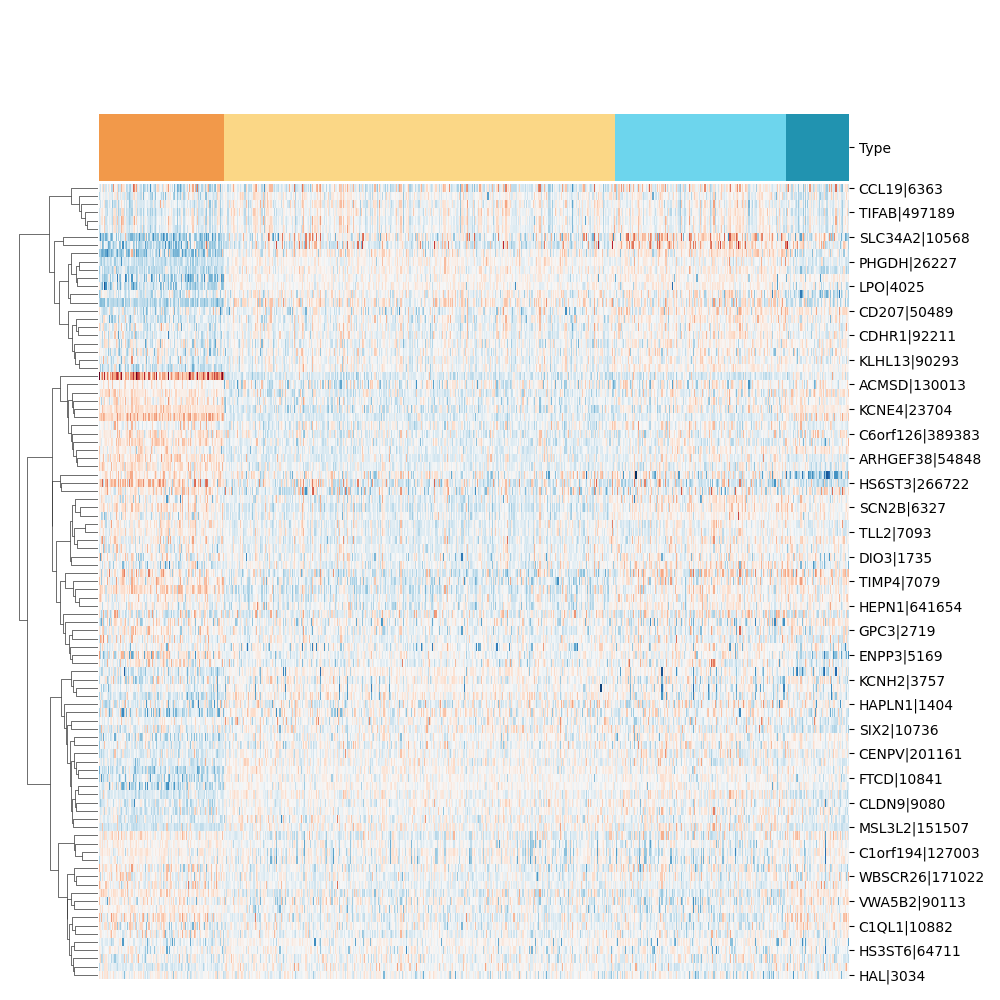 Type
CCL19|6363
TIFAB|497189
SLC34A2|10568
PHGDH|26227
LPO|4025
CD207|50489
CDHR1|92211
KLHL13|90293
ACMSD|130013
KCNE4|23704
C6orf126|389383
ARHGEF38|54848
HS6ST3|266722
SCN2B|6327
TLL2|7093
DIO3|1735
TIMP4|7079
HEPN1|641654
GPC3|2719
ENPP3|5169
KCNH2|3757
HAPLN1|1404
SIX2|10736
CENPV|201161
FTCD|10841
CLDN9|9080
MSL3L2|151507
C1orf194|127003
WBSCR26|171022
VWA5B2|90113
C1QL1|10882
HS3ST6|64711
HAL|3034